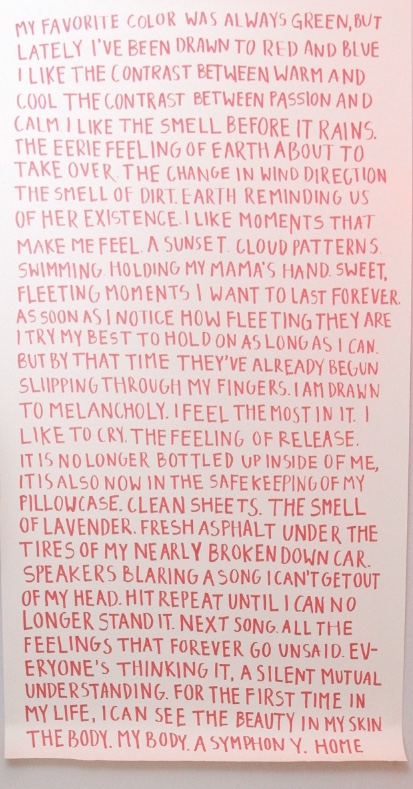 MY FAVORITE COLOR WAS ALWAYS GREEN, BUT
LATELY I'VE BEEN DRAWN TO RED AND BLUE
I LIKE THE CONTRAST BETWEEN WARM AND
COOL THE CONTRAST BETWEEN PASSION AND
CALM. I LIKE THE SMELL BEFORE IT RAINS.
THE EERIE FEELING OF EARTH ABOUT TO
TAKE OVER. THE CHANGE IN WIND DIRECTION
THE SMELL OF DIRT. EARTH REMINDING US
OF HER EXISTENCE. I LIKE MOMENTS THAT
MAKE ME FEEL. A SUNSET. CLOUD PATTERNS.
SWIMMING HOLDING MY MAMA'S HAND. SWEET,
FLEETING MOMENTS I WANT TO LAST FOREVER.
AS SOON AS I NOTICE HOW FLEETING THEY ARE
I TRY MY BEST TO HOLD ON AS LONG AS I CAN.
BUT BY THAT TIME THEY'VE ALREADY BEGUN
SLIIPPING THROUGH MY FINGERS. I AM DRAWN
TO MELANCHOLY. I FEEL THE MOST IN IT. I
LIKE TO CRY. THE FEELING OF RELEASE.
IT IS NO LONGER BOTTLED UP INSIDE OF ME,
IT IS ALSO NOW IN THE SAFEKEEPING OF MY
PILLOWCASE. CLEAN SHEETS. THE SMELL
OF LAVENDER. FRESH ASPHALT UNDER THE
TIRES OF MY NEARLY BROKEN DOWN CAR.
SPEAKERS BLARING A SONG I CAN'T GET OUT
OF MY HEAD. HIT REPEAT UNTIL I CAN NO
LONGER STAND IT. NEXT SONG. ALL THE
FEELINGS THAT FOREVER GO UNSAID. EV-
ERYONE'S THINKING IT, A SILENT MUTUAL
UNDERSTANDING. FOR THE FIRST TIME IN
MY LIFE, I CAN SEE THE BEAUTY IN MY SKIN
THE BODY. MY BODY. A SYMPHONY. HOME